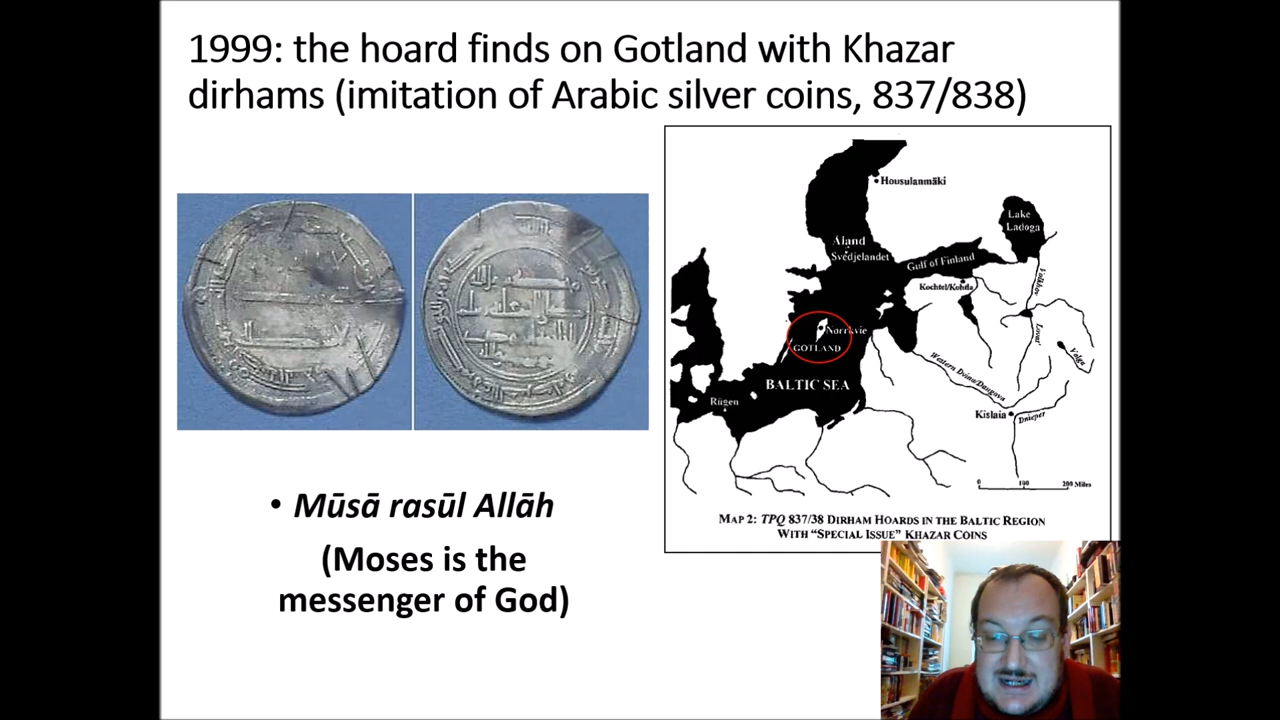 1999: the hoard finds on Gotland with Khazar
dirhams (imitation of Arabic silver coins, 837/838)
• Mūsā rasūl Allāh
(Moses is the
messenger of God)
Housulanmäki
Lake
Ladoga
Åland
Svedjelandet
Gulf of Finland
Kochtel/Kohtla
Volkhov
Norrkvie
GOTLAND
Lovat'
Volga
BALTIC SEA
Western Dvina/Daugava
Rügen
Kislaia
Dnieper
0 100 200 Miles
MAP 2: TPQ 837/38 DIRHAM HOARDS IN THE BALTIC REGION
WITH "SPECIAL ISSUE" KHAZAR COINS